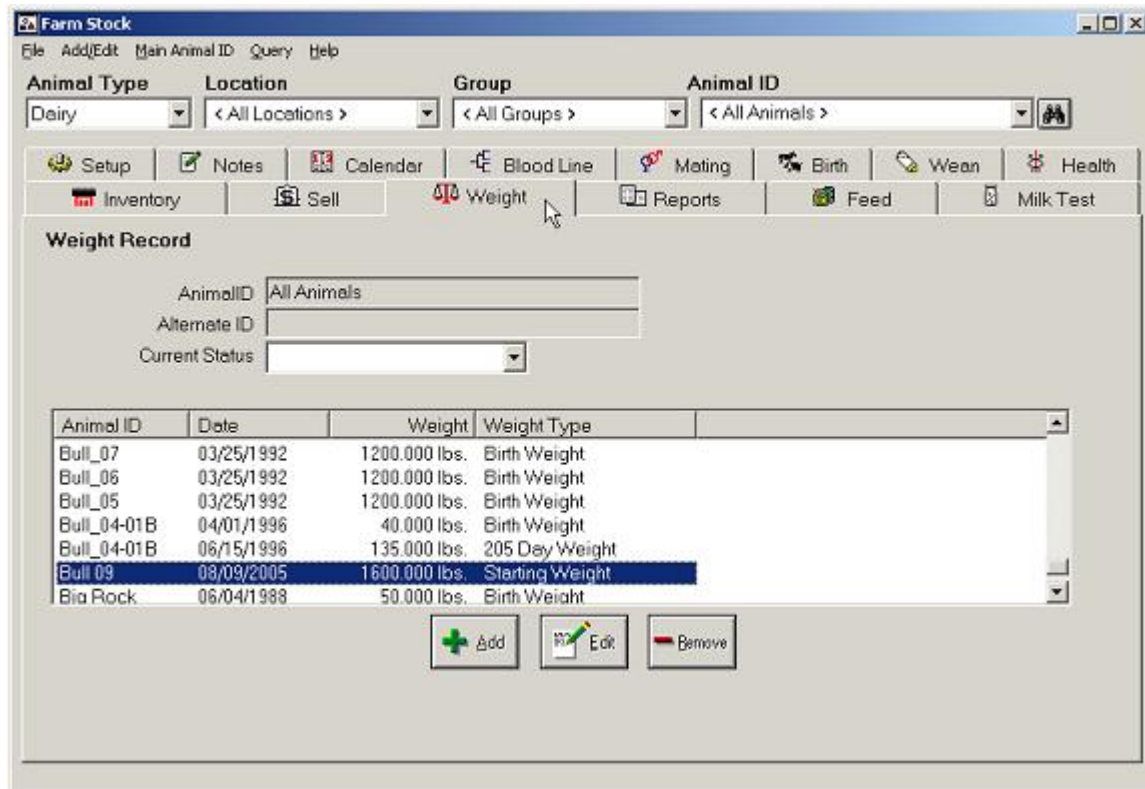 Farm Stock
File Add/Edit Main Animal ID Query Help
Animal Type Location Group Animal ID
Dairy < All Locations > < All Groups > < All Animals >
Setup Notes Calendar Blood Line Mating Birth Wean Health
Inventory Sell Weight Reports Feed Milk Test
Weight Record
AnimalID All Animals
Alternate ID
Current Status
Animal ID Date Weight Weight Type
Bull_07 03/25/1992 1200.000 lbs. Birth Weight
Bull_06 03/25/1992 1200.000 lbs. Birth Weight
Bull_05 03/25/1992 1200.000 lbs. Birth Weight
Bull_04-01B 04/01/1996 40.000 lbs. Birth Weight
Bull_04-01B 06/15/1996 135.000 lbs. 205 Day Weight
Bull 09 08/09/2005 1600.000 lbs. Starting Weight
Big Rock 06/04/1988 50.000 lbs. Birth Weight
Add Edit Remove